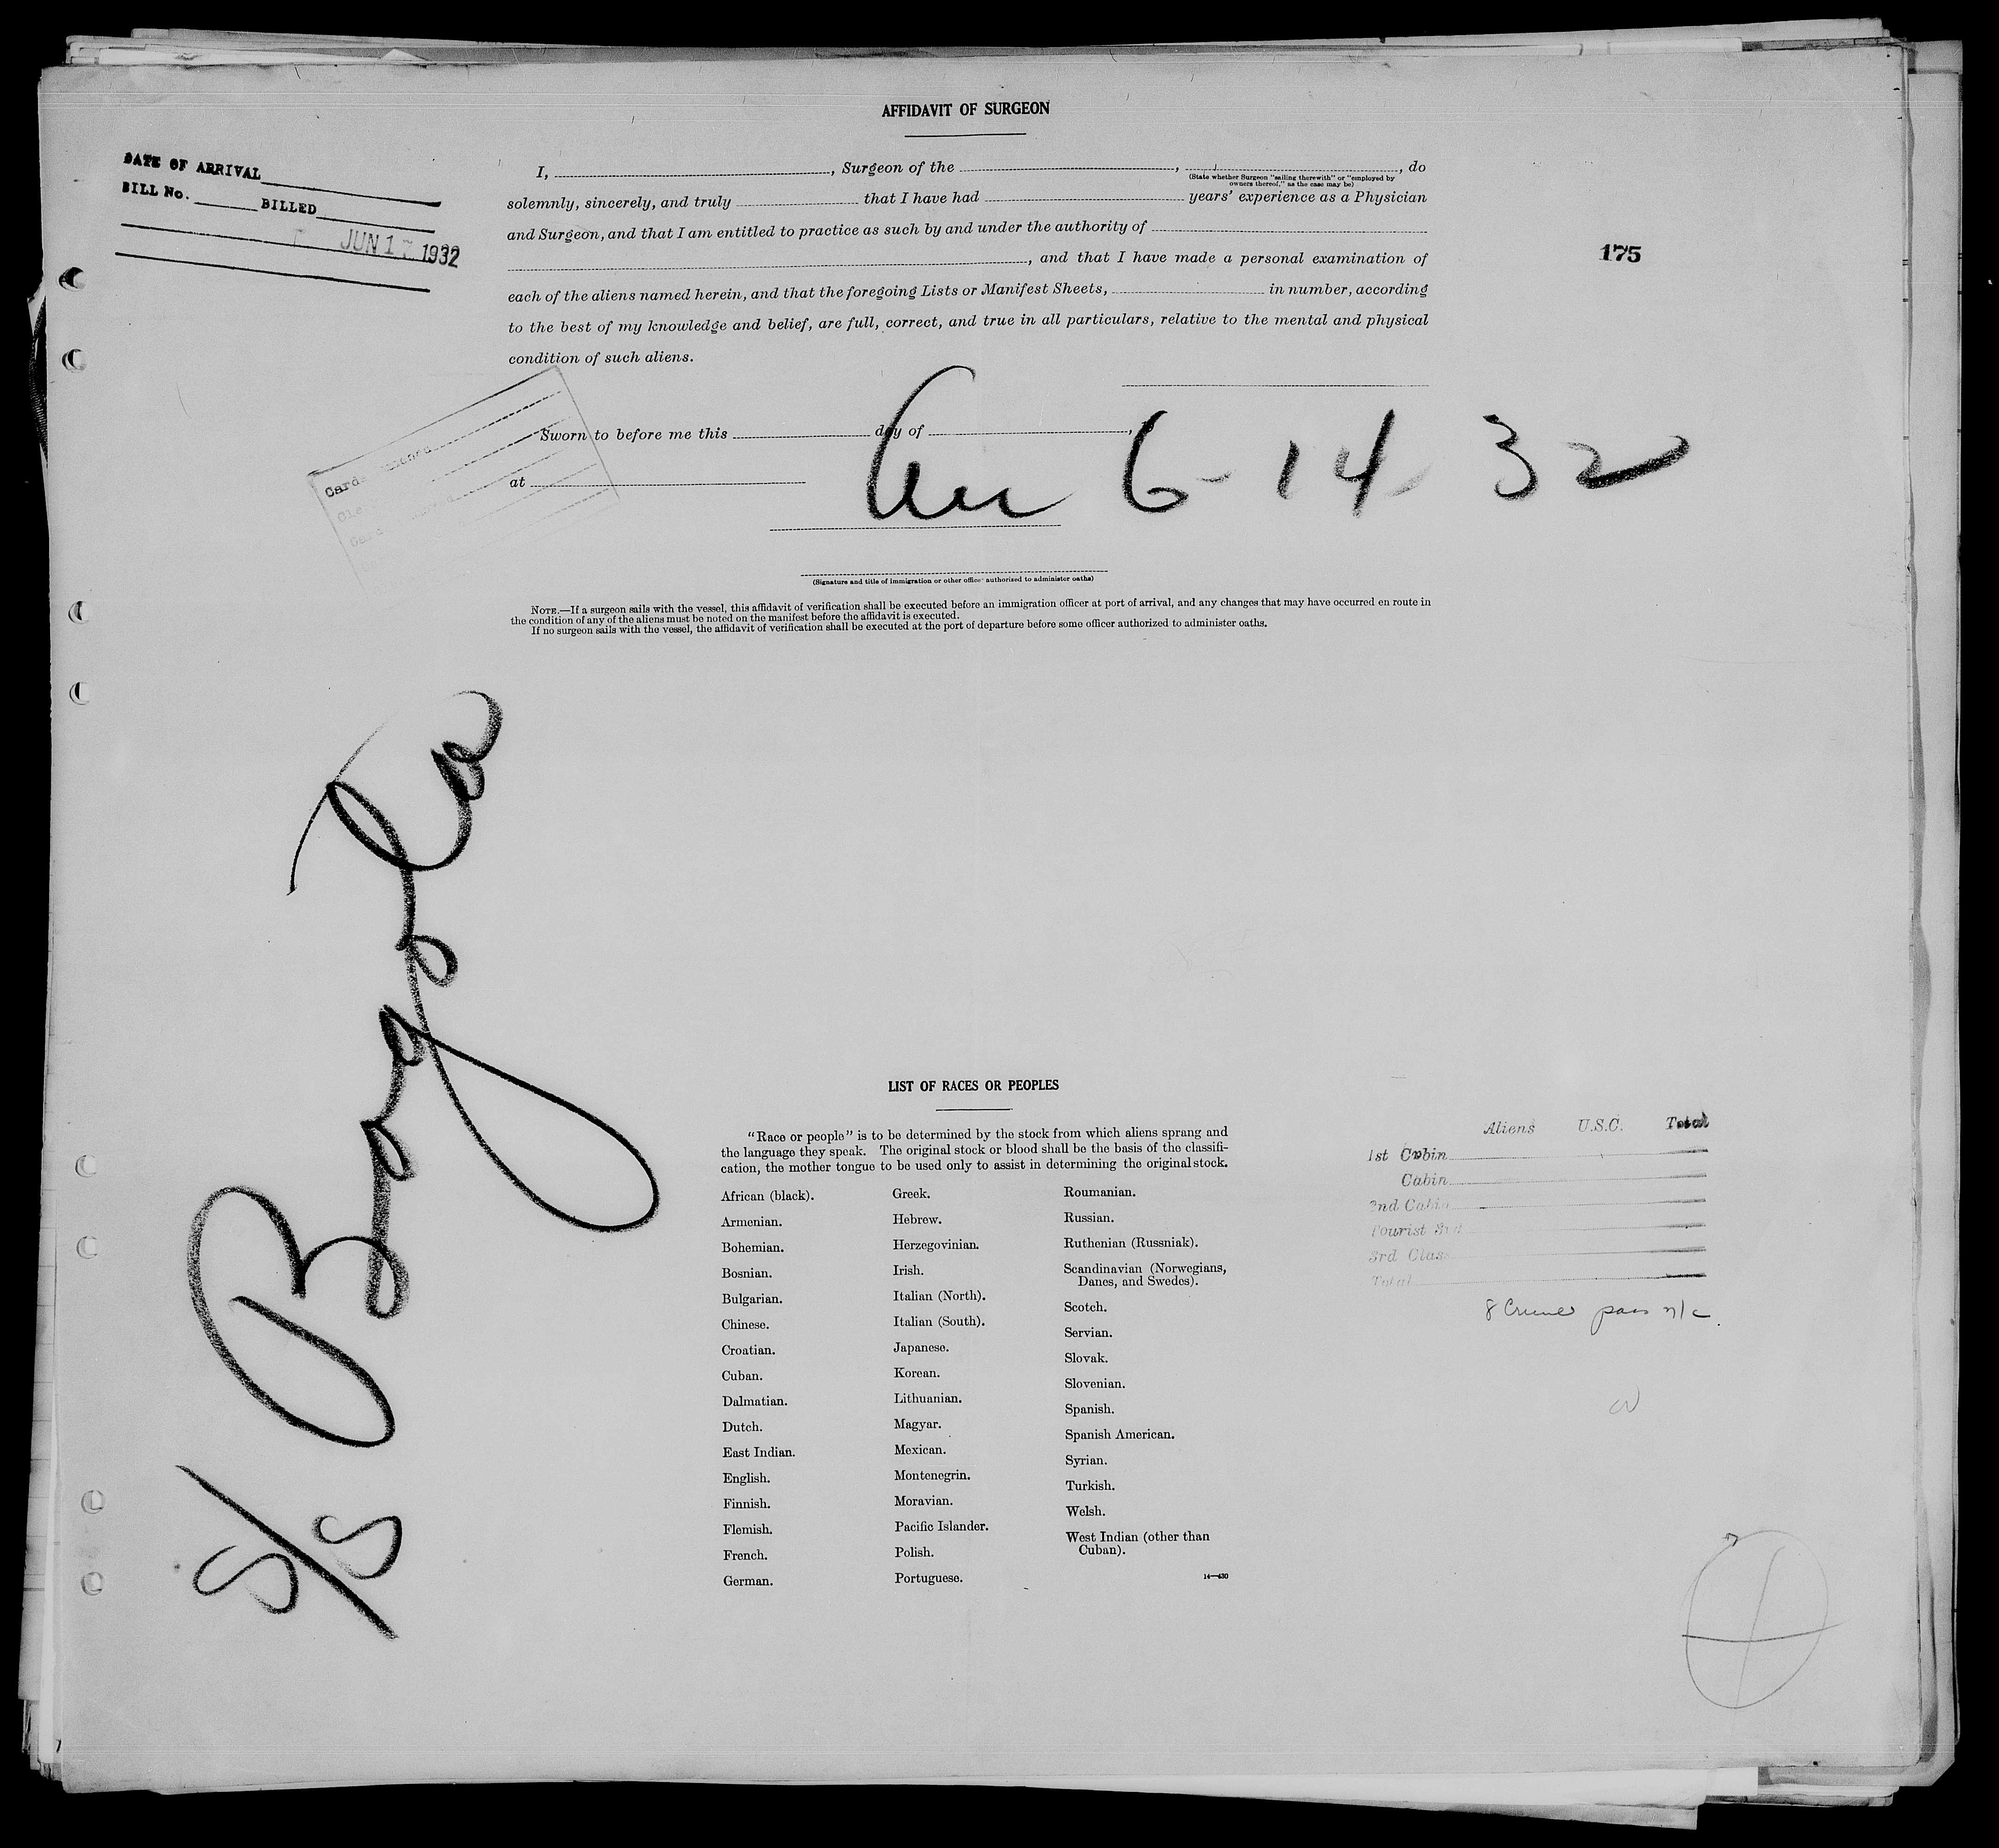 AFFIDAVIT OF SURGEON
DATE OF ARRIVAL
BILL No. BILLED
JUN 1 1932
I, , Surgeon of the , , do
(State whether Surgeon "sailing therewith" or "employed by
owners thereof," as the case may be)
solemnly, sincerely, and truly that I have had years' experience as a Physician
and Surgeon, and that I am entitled to practice as such by and under the authority of
, and that I have made a personal examination of
175
each of the aliens named herein, and that the foregoing Lists or Manifest Sheets, in number, according
to the best of my knowledge and belief, are full, correct, and true in all particulars, relative to the mental and physical
condition of such aliens.
Sworn to before me this day of ,
at
6-14-32
Card
(Signature and title of immigration or other officer authorized to administer oaths)
NOTE.—If a surgeon sails with the vessel, this affidavit of verification shall be executed before an immigration officer at port of arrival, and any changes that may have occurred en route in
the condition of any of the aliens must be noted on the manifest before the affidavit is executed.
If no surgeon sails with the vessel, the affidavit of verification shall be executed at the port of departure before some officer authorized to administer oaths.
S/S Bogota
LIST OF RACES OR PEOPLES
"Race or people" is to be determined by the stock from which aliens sprang and
the language they speak. The original stock or blood shall be the basis of the classifi-
cation, the mother tongue to be used only to assist in determining the original stock.
African (black).
Armenian.
Bohemian.
Bosnian.
Bulgarian.
Chinese.
Croatian.
Cuban.
Dalmatian.
Dutch.
East Indian.
English.
Finnish.
Flemish.
French.
German.
Greek.
Hebrew.
Herzegovinian.
Irish.
Italian (North).
Italian (South).
Japanese.
Korean.
Lithuanian.
Magyar.
Mexican.
Montenegrin.
Moravian.
Pacific Islander.
Polish.
Portuguese.
Roumanian.
Russian.
Ruthenian (Russniak).
Scandinavian (Norwegians,
Danes, and Swedes).
Scotch.
Servian.
Slovak.
Slovenian.
Spanish.
Spanish American.
Syrian.
Turkish.
Welsh.
West Indian (other than
Cuban).
14—430
Aliens U.S.C. Total
1st Cabin
Cabin
2nd Cabin
Tourist 3rd
3rd Class
Total
8 pass n/c.